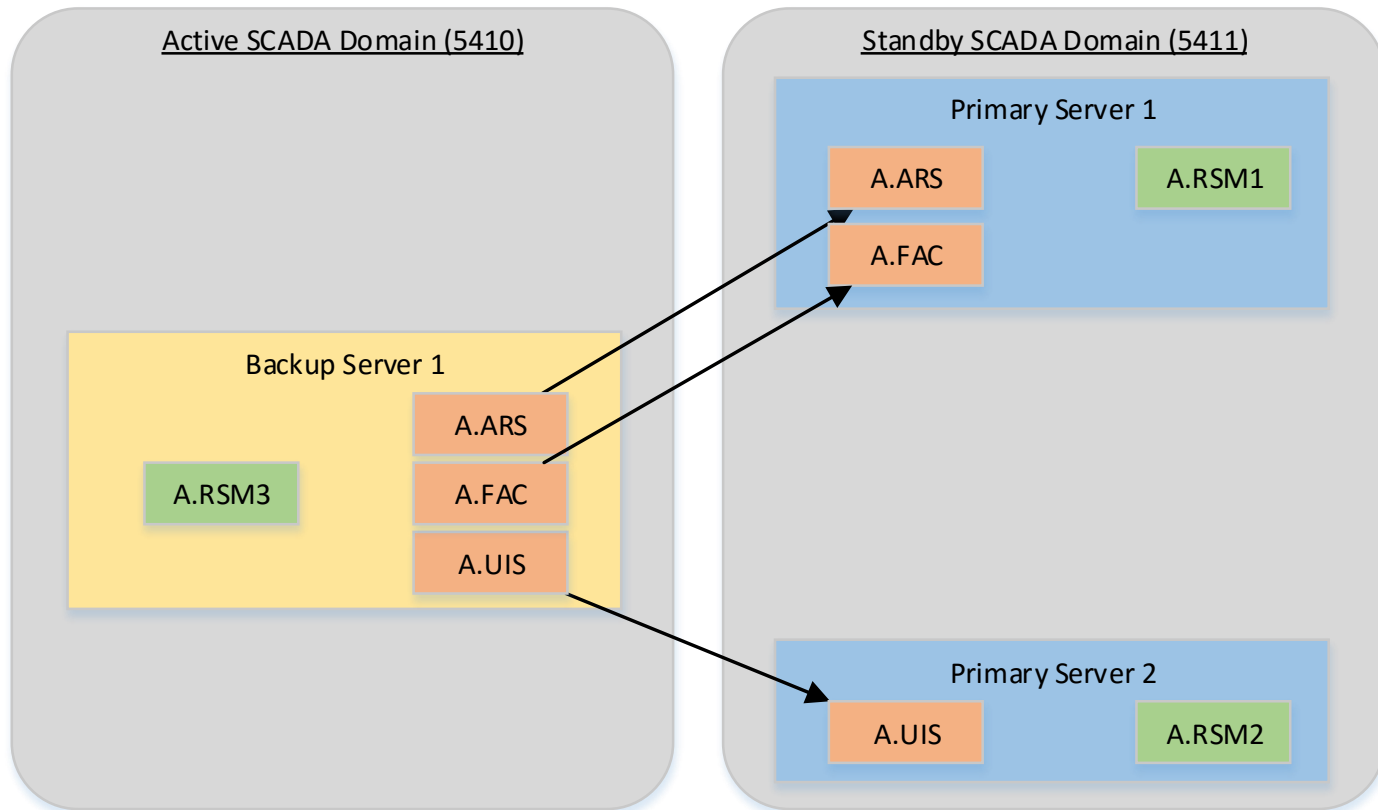 Active SCADA Domain (5410)
Backup Server 1
A.ARS
A.RSM3
A.FAC
A.UIS
Standby SCADA Domain (5411)
Primary Server 1
A.ARS
A.RSM1
A.FAC
Primary Server 2
A.UIS
A.RSM2